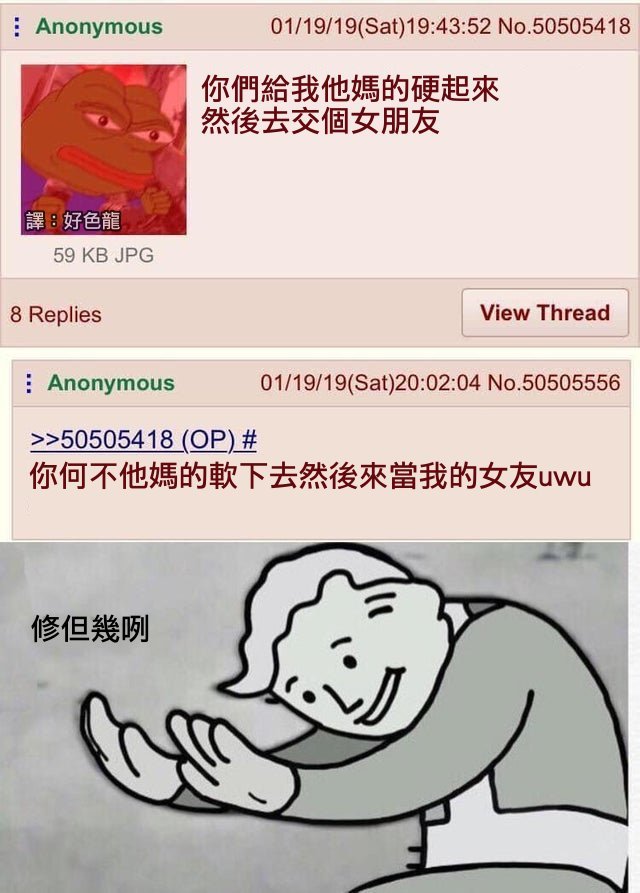 Anonymous 01/19/19(Sat)19:43:52 No.50505418
你們給我他媽的硬起來
然後去交個女朋友
譯：好色龍
59 KB JPG
8 Replies View Thread
Anonymous 01/19/19(Sat)20:02:04 No.50505556
>>50505418 (OP) #
你何不他媽的軟下去然後來當我的女友uwu
修但幾咧